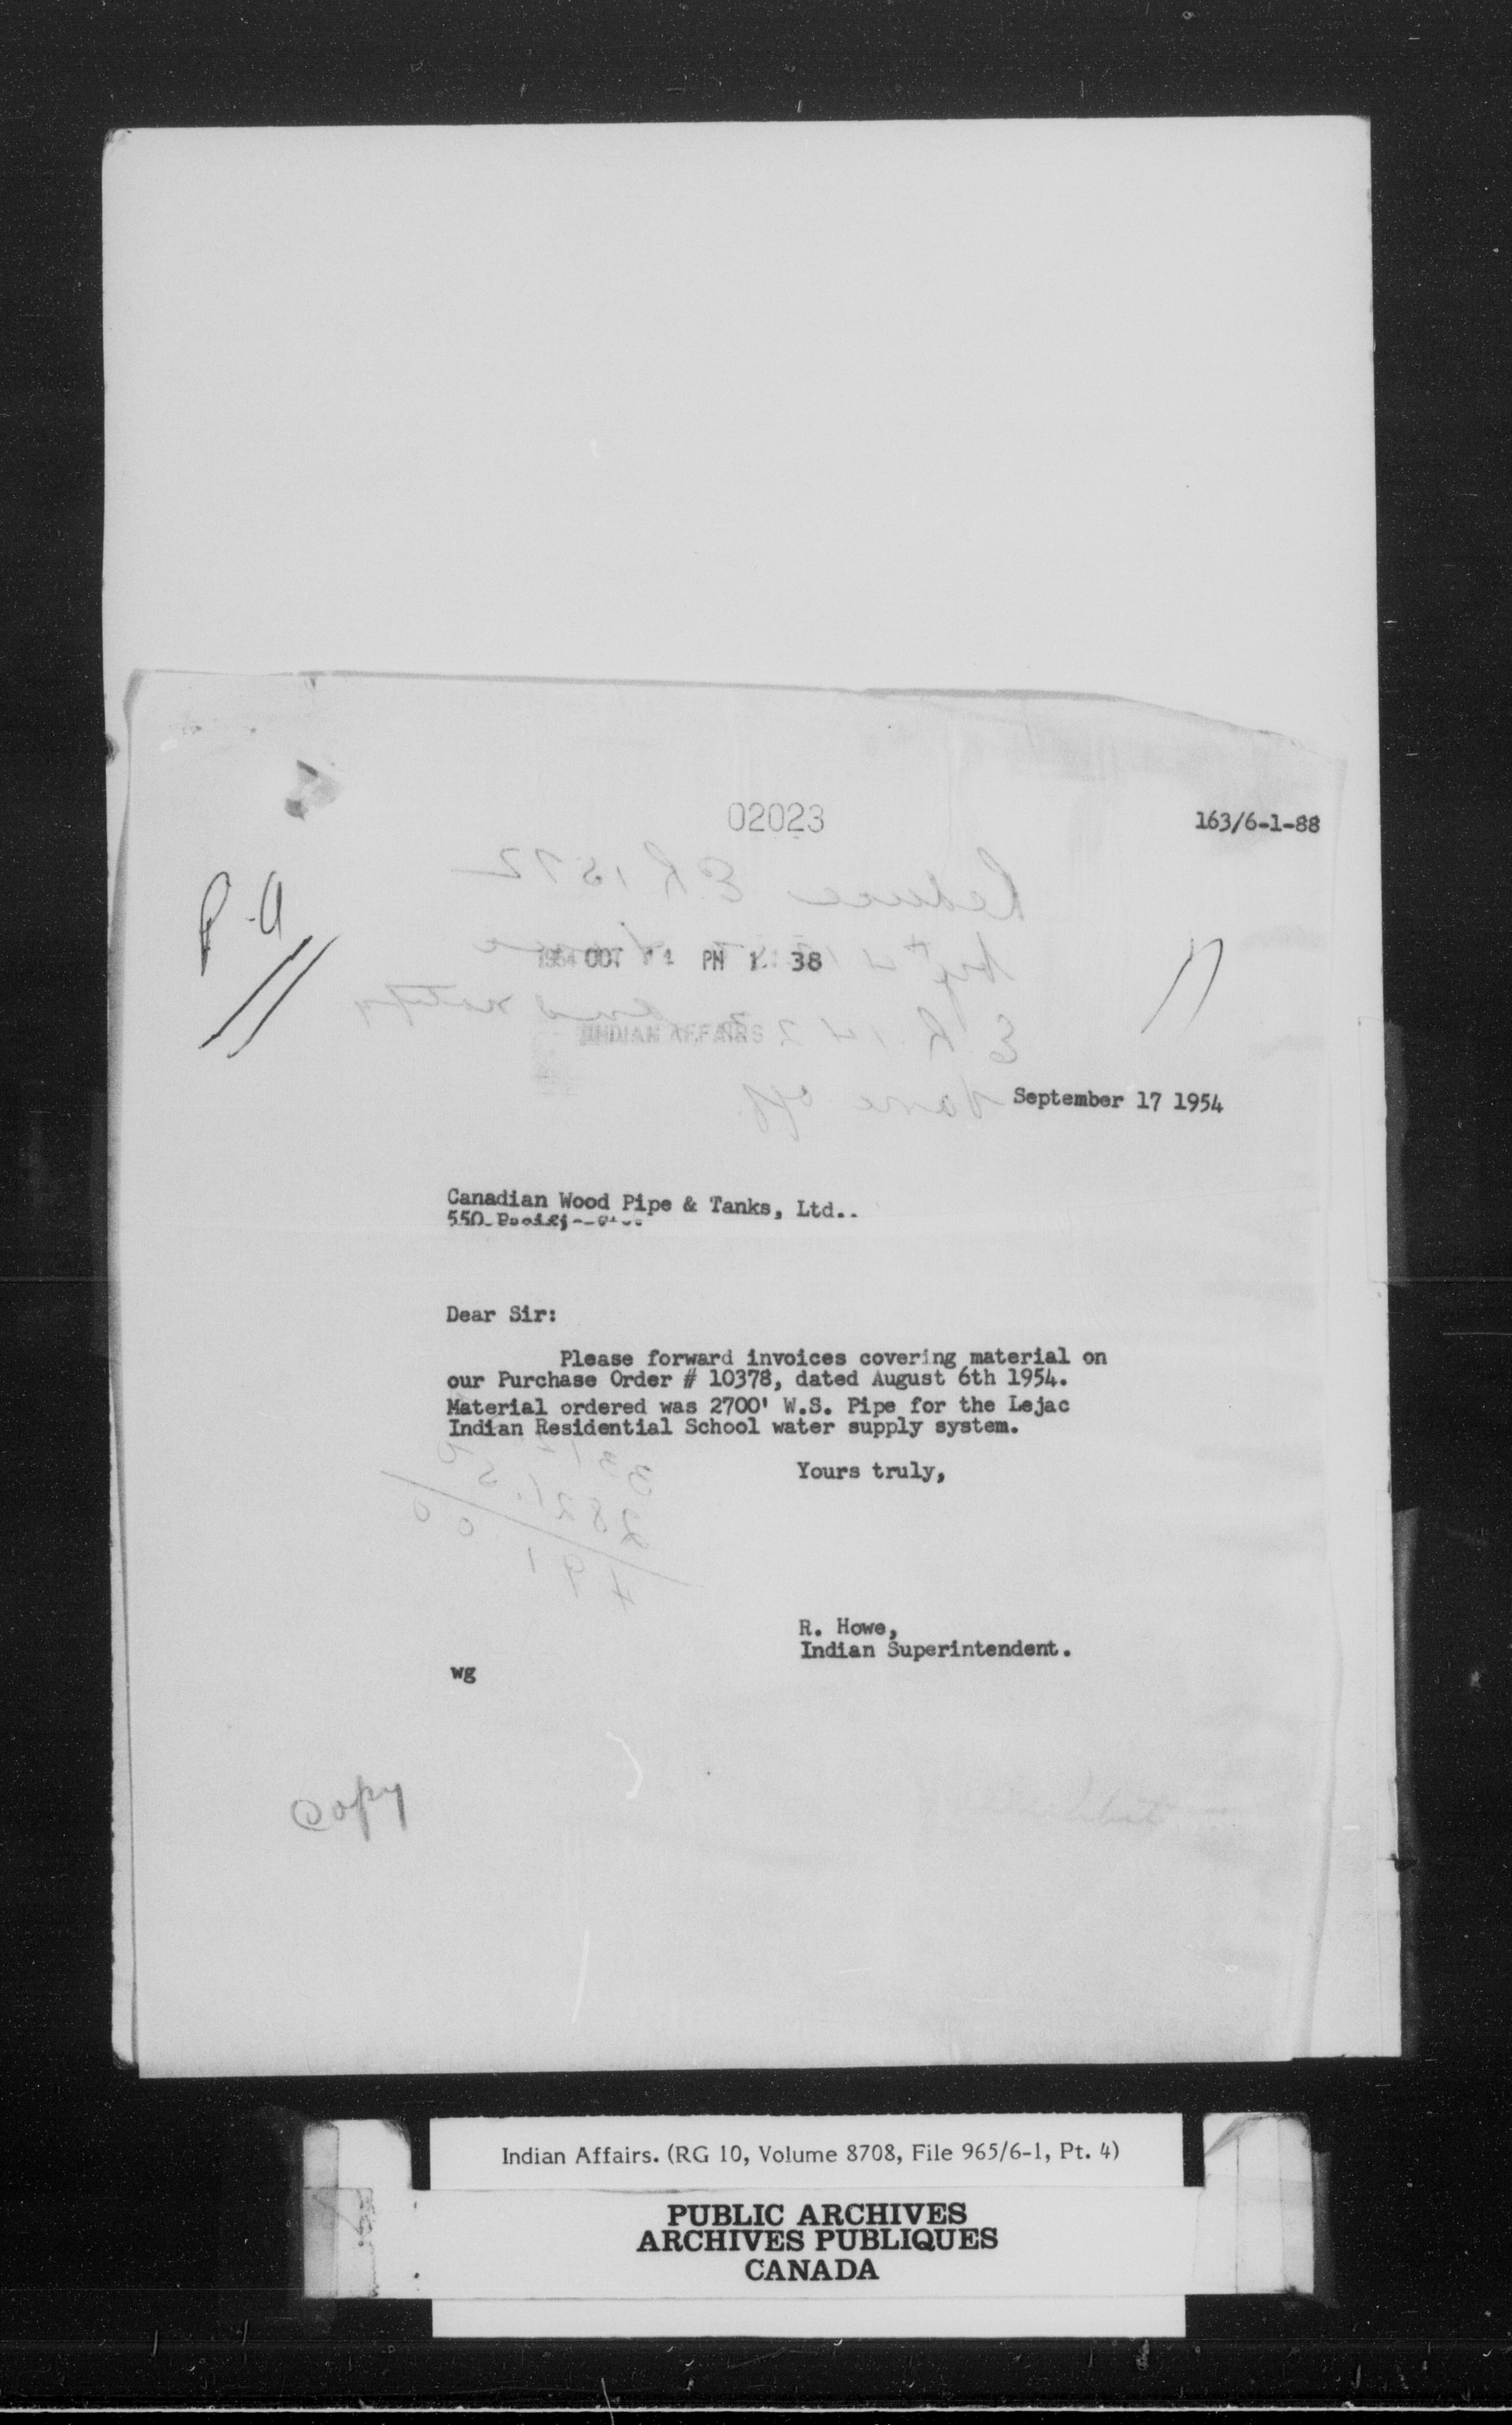 02023
163/6-1-88
P.A
1954 OCT 11 PM 1 38
INDIAN AFFAIRS
September 17 1954
Canadian Wood Pipe & Tanks, Ltd..
550
Dear Sir:
Please forward invoices covering material on
our Purchase Order # 10378, dated August 6th 1954.
Material ordered was 2700' W.S. Pipe for the Lejac
Indian Residential School water supply system.
Yours truly,
R. Howe,
Indian Superintendent.
wg
copy
Indian Affairs. (RG 10, Volume 8708, File 965/6-1, Pt. 4)
PUBLIC ARCHIVES
ARCHIVES PUBLIQUES
CANADA